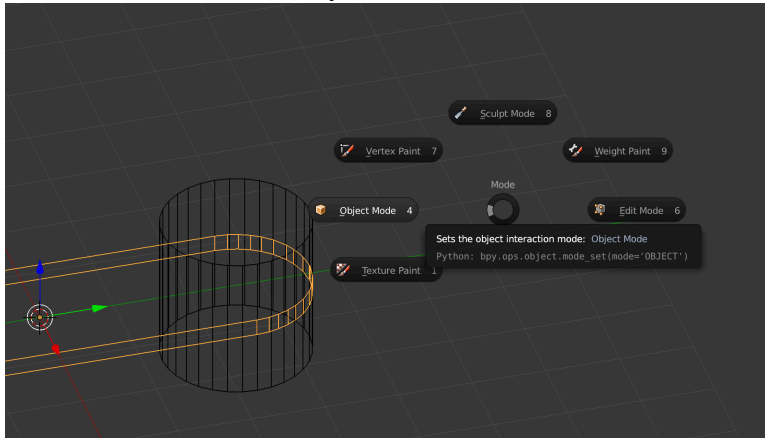 Sculpt Mode 8
Vertex Paint 7
Weight Paint 9
Mode
Object Mode 4
Edit Mode 6
Sets the object interaction mode: Object Mode
Python: bpy.ops.object.mode_set(mode='OBJECT')
Texture Paint 1